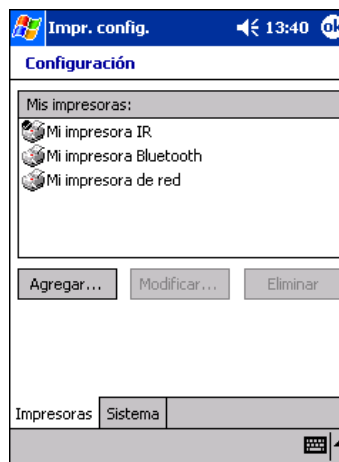 Impr. config. 13:40 ok
Configuración
Mis impresoras:
Mi impresora IR
Mi impresora Bluetooth
Mi impresora de red
Agregar... Modificar... Eliminar
Impresoras Sistema